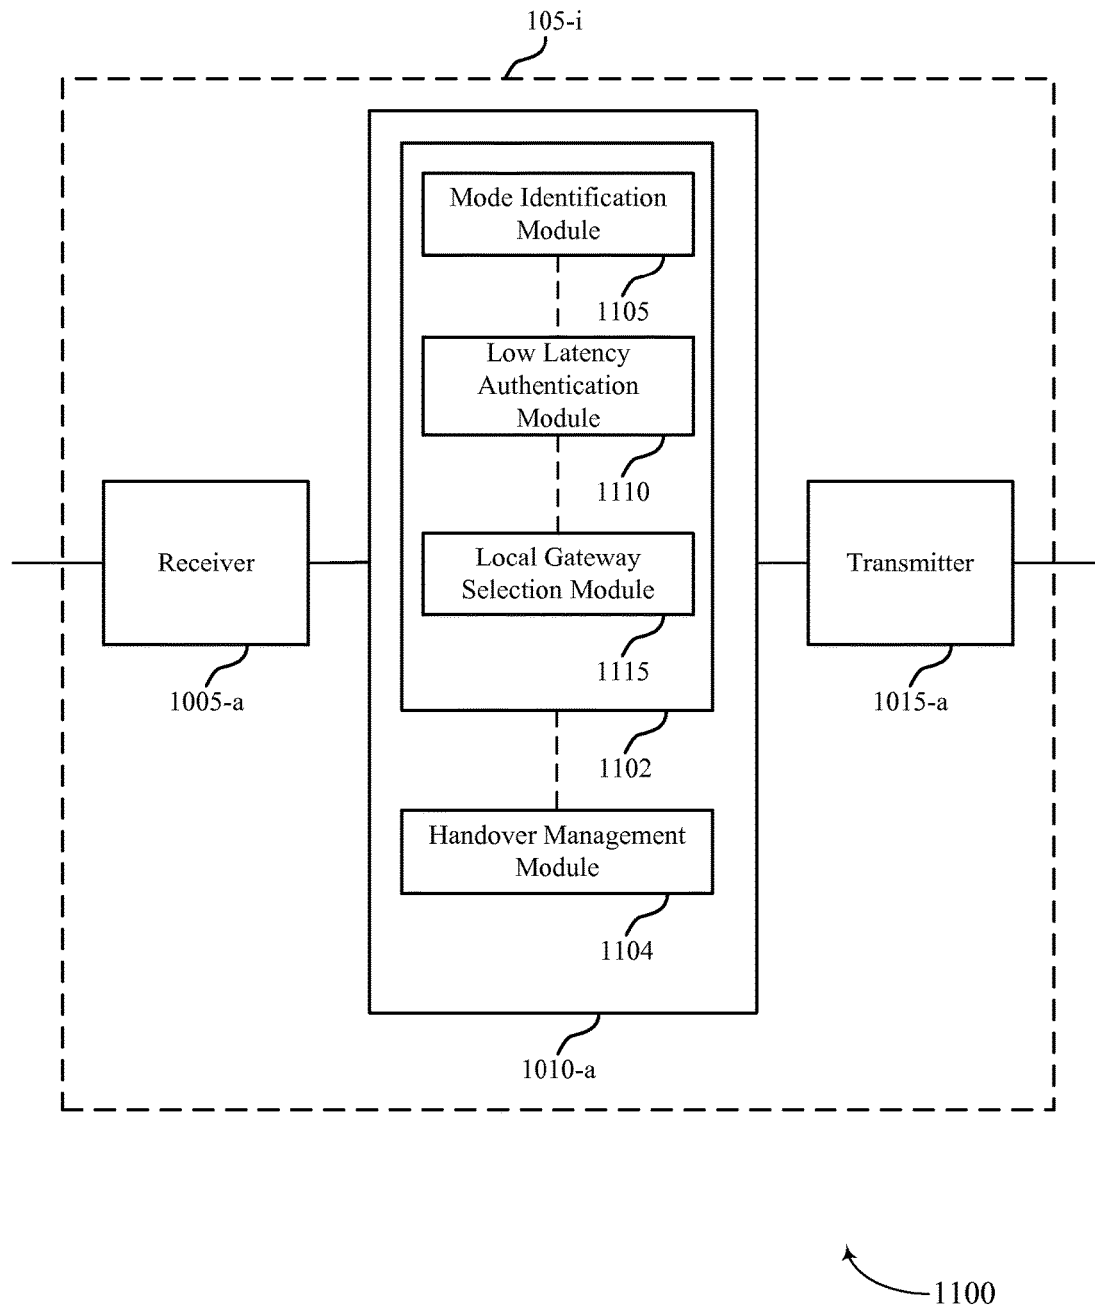 105-i
Mode Identification
Module
1105
Low Latency
Authentication
Module
1110
Receiver
1005-a
Local Gateway
Selection Module
1115
Transmitter
1015-a
1102
Handover Management
Module
1104
1010-a
1100